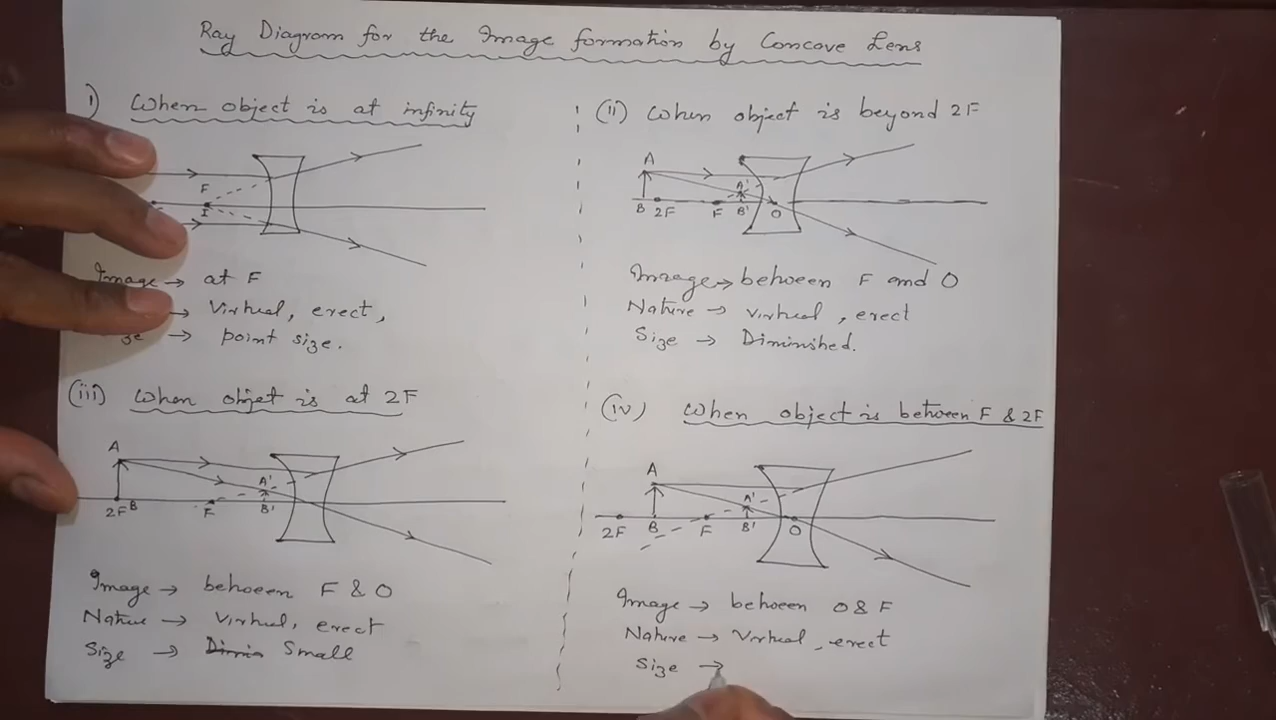 Ray Diagram for the Image formation by Concave Lens
i) When object is at infinity
F
I
Image → at F
→ Virtual, erect,
ze → point size.
(ii) When object is beyond 2F
A
A'
B 2F F B' O
Image → between F and O
Nature → virtual, erect
Size → Diminshed.
(iii) When objet is at 2F
A
A'
2F B F B'
Image → between F & O
Nature → Virtual, erect
Size → Small
(iv) When object is between F & 2F
A
A'
2F B F B' O
Image → between O & F
Nature → Virtual, erect
Size →